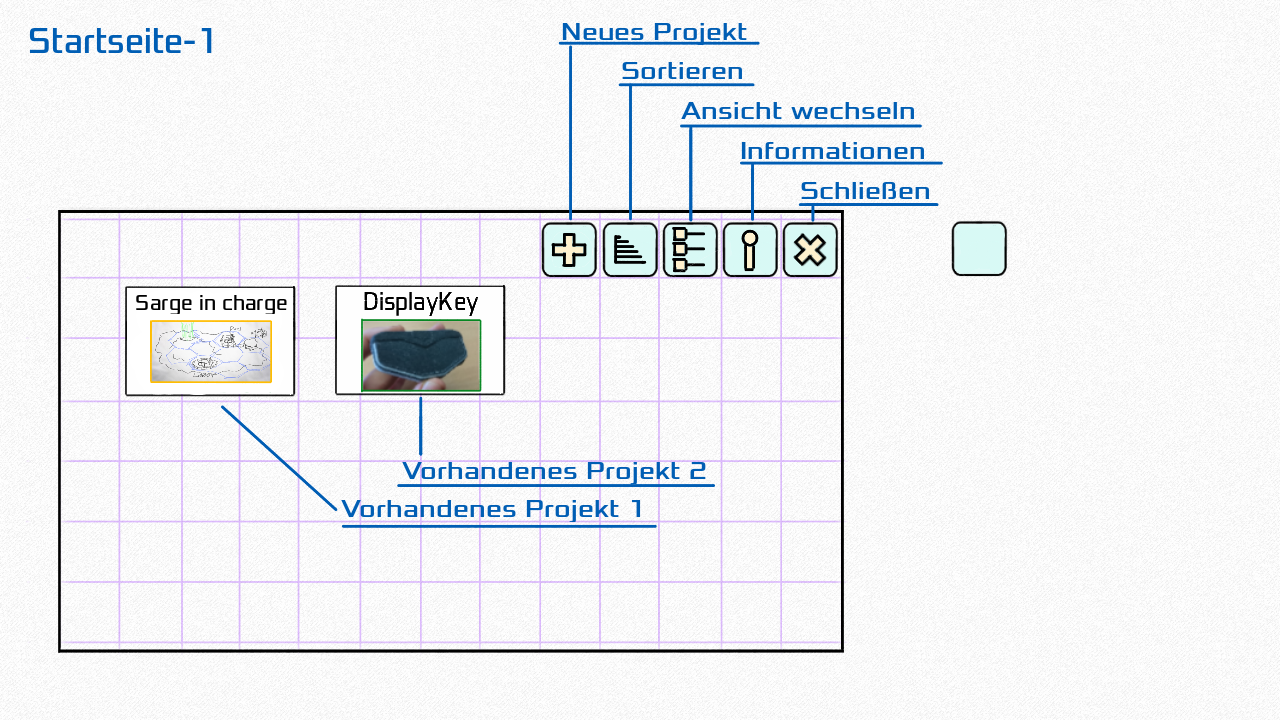 Startseite-1
Neues Projekt
Sortieren
Ansicht wechseln
Informationen
Schließen
Sarge in charge
DisplayKey
Vorhandenes Projekt 2
Vorhandenes Projekt 1